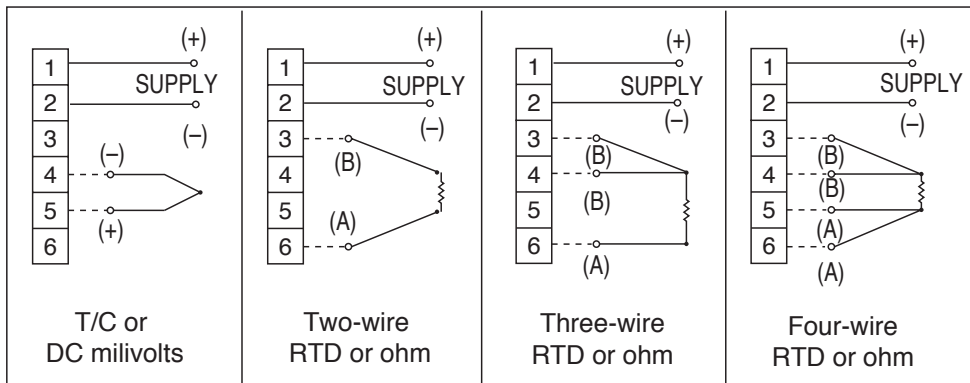 (+)
1
SUPPLY
2
3
(-)
(-)
4
5
(+)
6
T/C or
DC milivolts
(+)
1
SUPPLY
2
3
(-)
(B)
4
5
(A)
6
Two-wire
RTD or ohm
(+)
1
SUPPLY
2
(-)
3
(B)
4
(B)
5
6
(A)
Three-wire
RTD or ohm
(+)
1
SUPPLY
2
(-)
3
(B)
4
(B)
5
(A)
6
(A)
Four-wire
RTD or ohm